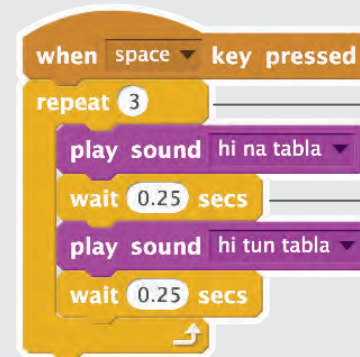 when space key pressed
repeat 3
play sound hi na tabla
wait 0.25 secs
play sound hi tun tabla
wait 0.25 secs